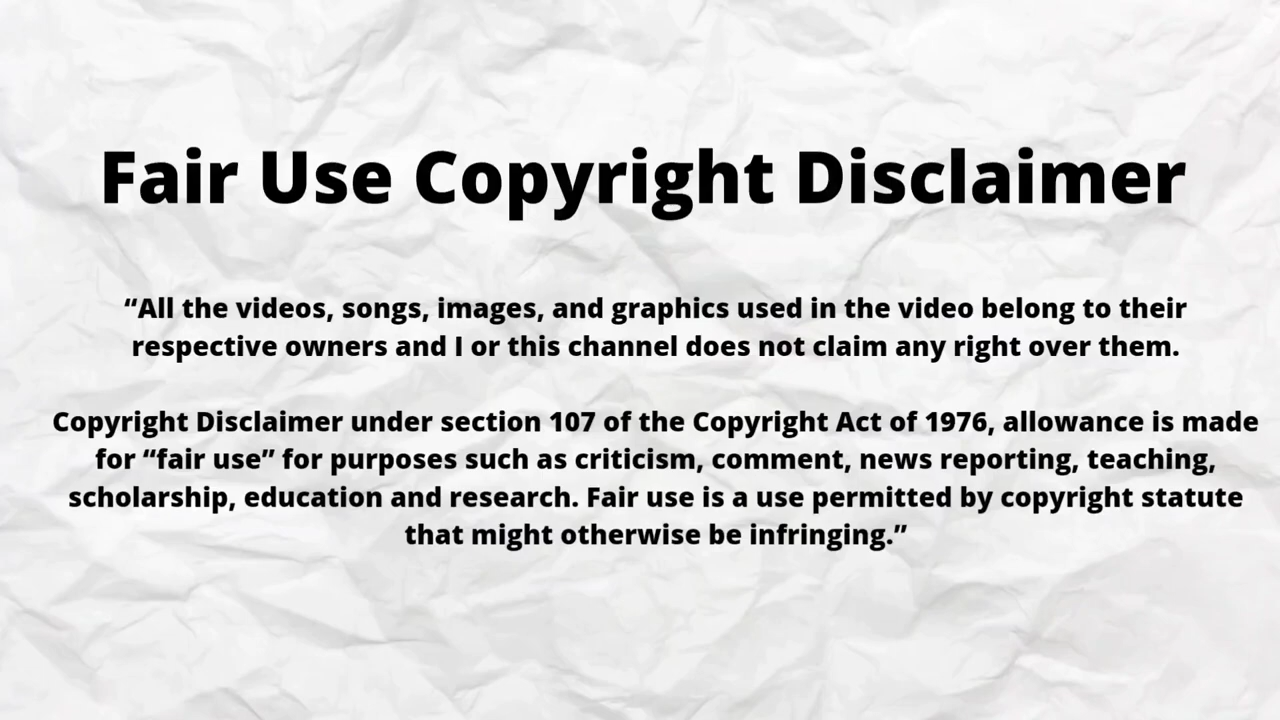 Fair Use Copyright Disclaimer
“All the videos, songs, images, and graphics used in the video belong to their
respective owners and I or this channel does not claim any right over them.
Copyright Disclaimer under section 107 of the Copyright Act of 1976, allowance is made
for “fair use” for purposes such as criticism, comment, news reporting, teaching,
scholarship, education and research. Fair use is a use permitted by copyright statute
that might otherwise be infringing.”